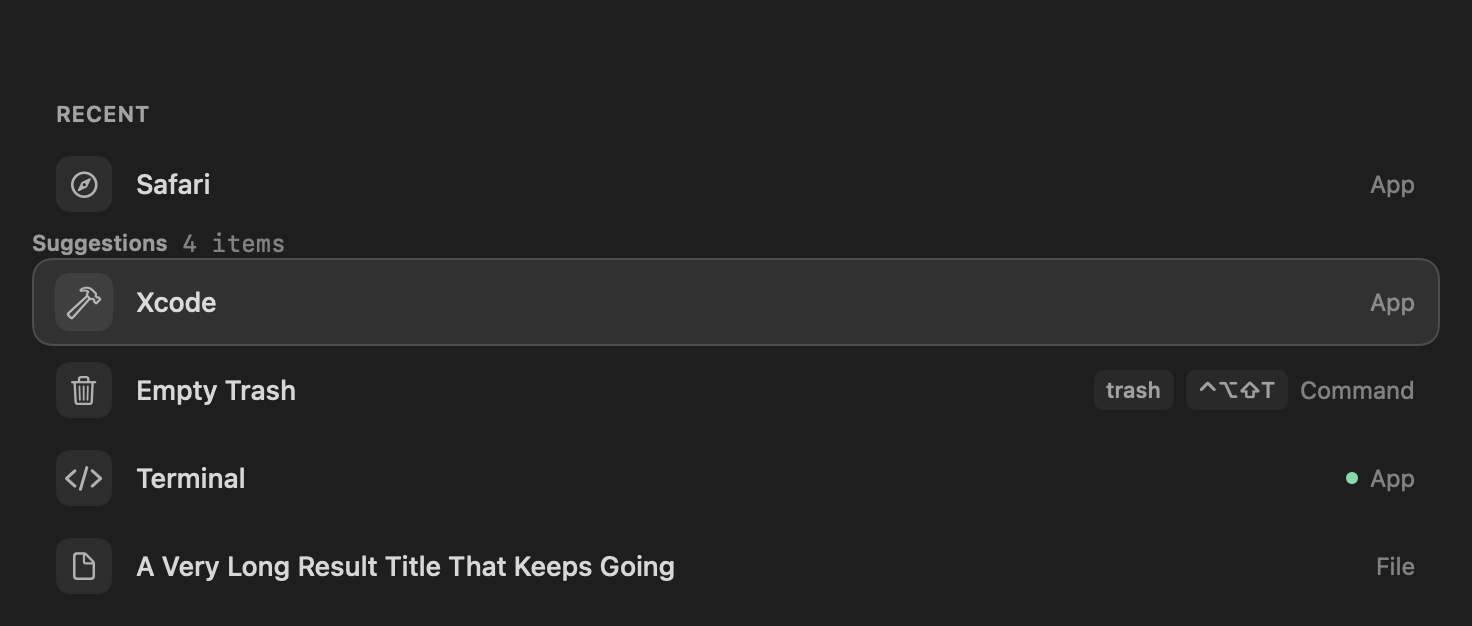 RECENT
Safari App
Suggestions 4 items
Xcode App
Empty Trash trash ⌃⌥⇧T Command
Terminal App
A Very Long Result Title That Keeps Going File